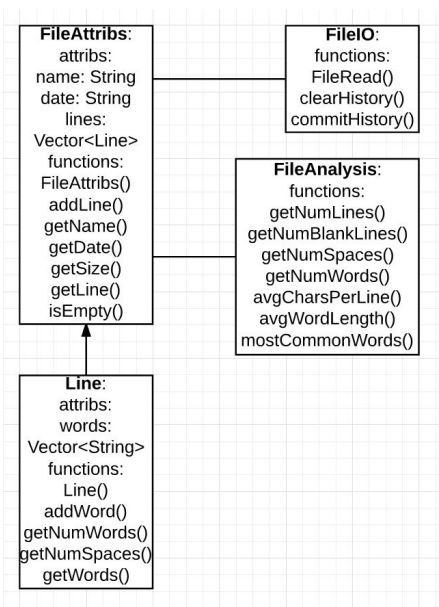 FileAttribs:
attribs:
name: String
date: String
lines:
Vector<Line>
functions:
FileAttribs()
addLine()
getName()
getDate()
getSize()
getLine()
isEmpty()
FileIO:
functions:
FileRead()
clearHistory()
commitHistory()
FileAnalysis:
functions:
getNumLines()
getNumBlankLines()
getNumSpaces()
getNumWords()
avgCharsPerLine()
avgWordLength()
mostCommonWords()
Line:
attribs:
words:
Vector<String>
functions:
Line()
addWord()
getNumWords()
getNumSpaces()
getWords()